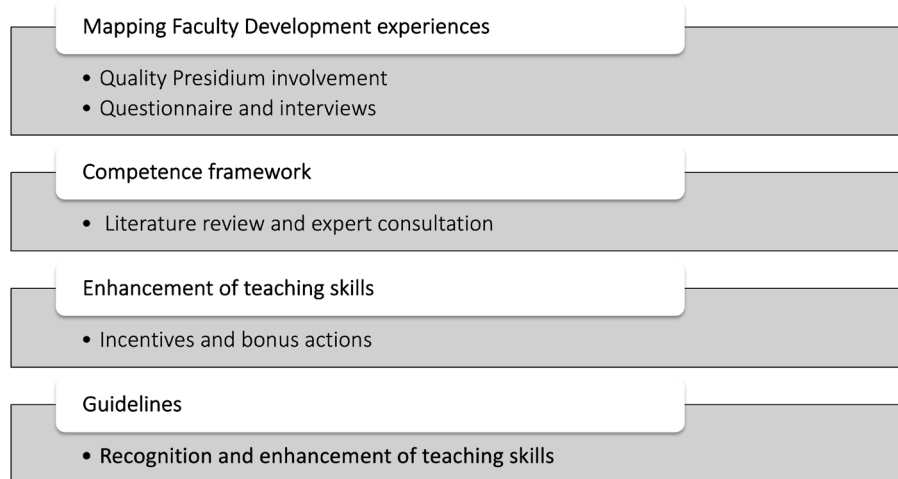 Mapping Faculty Development experiences
• Quality Presidium involvement
• Questionnaire and interviews
Competence framework
• Literature review and expert consultation
Enhancement of teaching skills
• Incentives and bonus actions
Guidelines
• Recognition and enhancement of teaching skills